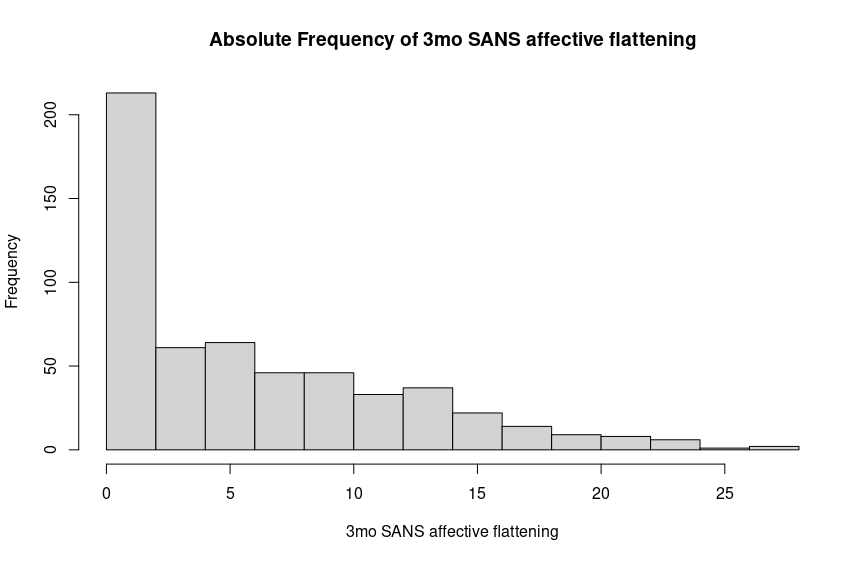 Absolute Frequency of 3mo SANS affective flattening
Frequency
200
150
100
50
0
0 5 10 15 20 25
3mo SANS affective flattening